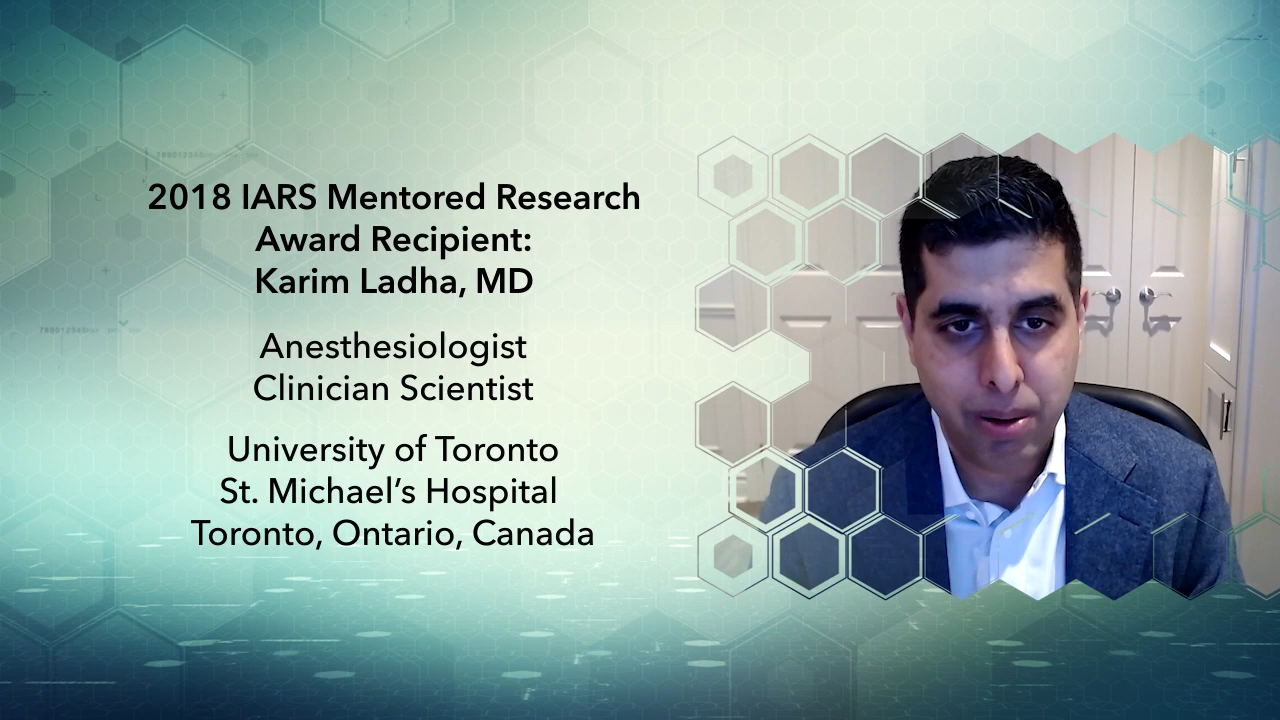 2018 IARS Mentored Research
Award Recipient:
Karim Ladha, MD
Anesthesiologist
Clinician Scientist
University of Toronto
St. Michael’s Hospital
Toronto, Ontario, Canada